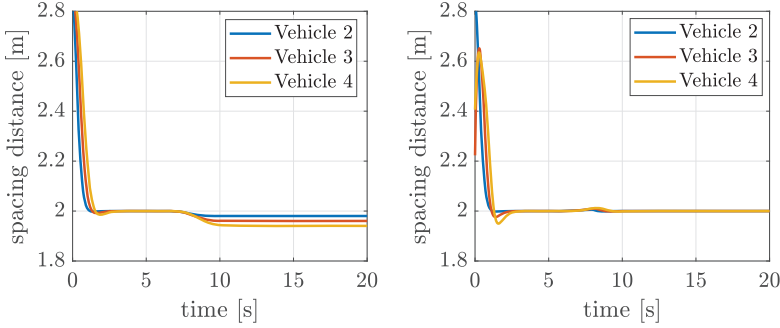 2.8
2.6
2.4
2.2
2
1.8
spacing distance [m]
0
5
10
15
20
time [s]
Vehicle 2
Vehicle 3
Vehicle 4
2.8
2.6
2.4
2.2
2
1.8
spacing distance [m]
0
5
10
15
20
time [s]
Vehicle 2
Vehicle 3
Vehicle 4